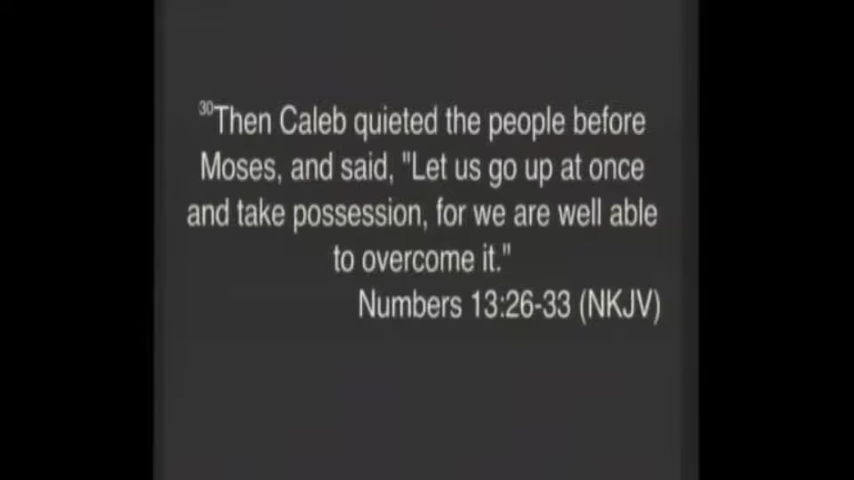 30Then Caleb quieted the people before
Moses, and said, "Let us go up at once
and take possession, for we are well able
to overcome it."
Numbers 13:26-33 (NKJV)